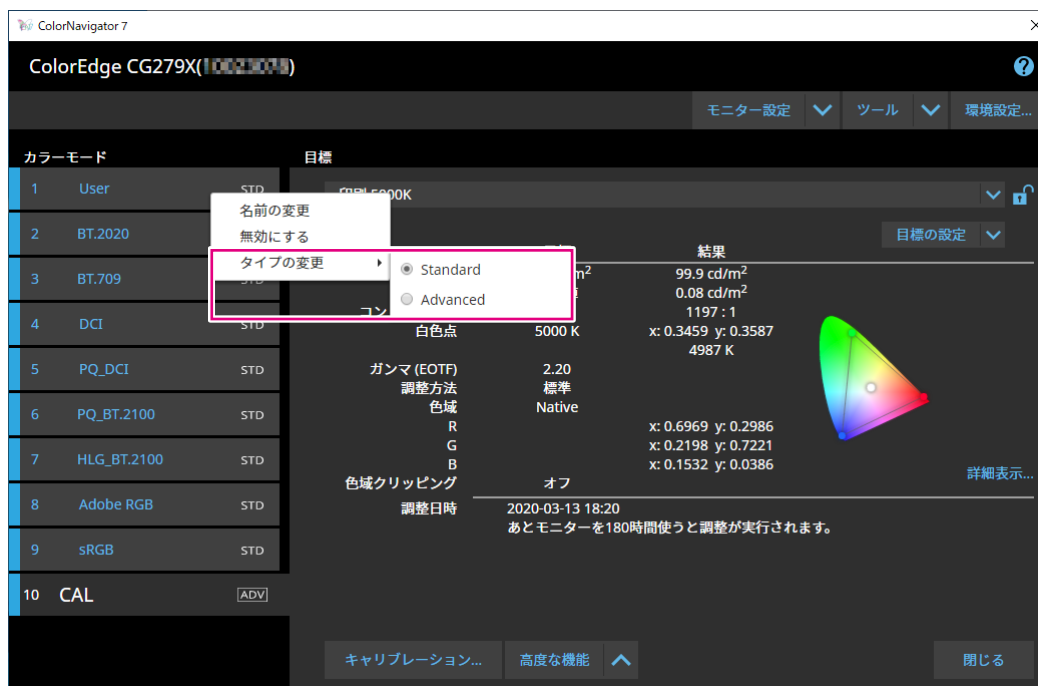 ColorNavigator 7
ColorEdge CG279X(
)
モニター設定 ツール 環境設定...
カラーモード 目標
1 User STD
印刷 5000K
2 BT.2020
3 BT.709 STD
4 DCI STD
5 PQ_DCI STD
6 PQ_BT.2100 STD
7 HLG_BT.2100 STD
8 Adobe RGB STD
9 sRGB STD
10 CAL ADV
名前の変更
無効にする
タイプの変更
Standard
Advanced
目標の設定
結果
m2 99.9 cd/m2
0.08 cd/m2
コン 1197 : 1
白色点 5000 K x: 0.3459 y: 0.3587
4987 K
ガンマ (EOTF) 2.20
調整方法 標準
色域 Native
R x: 0.6969 y: 0.2986
G x: 0.2198 y: 0.7221
B x: 0.1532 y: 0.0386
色域クリッピング オフ
詳細表示...
調整日時 2020-03-13 18:20
あとモニターを180時間使うと調整が実行されます。
キャリブレーション... 高度な機能 閉じる